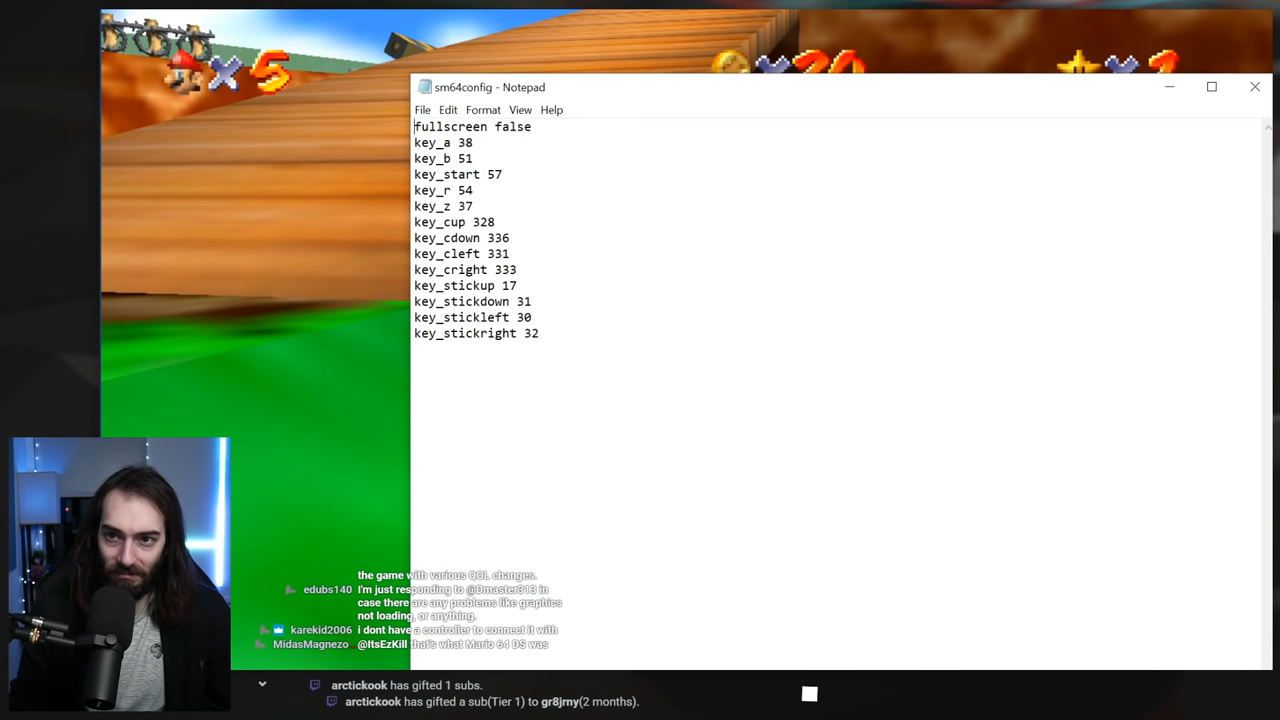 x 5
sm64config - Notepad
File Edit Format View Help
fullscreen false
key_a 38
key_b 51
key_start 57
key_r 54
key_z 37
key_cup 328
key_cdown 336
key_cleft 331
key_cright 333
key_stickup 17
key_stickdown 31
key_stickleft 30
key_stickright 32
the game with various QOL changes.
edubs140 I'm just responding to @Dmaster313 in
case there are any problems like graphics
not loading, or anything.
karekid2006 i dont have a controller to connect it with
MidasMagnezo @ItsEzKill that's what Mario 64 DS was
arctickook has gifted 1 subs.
arctickook has gifted a sub(Tier 1) to gr8jrny(2 months).